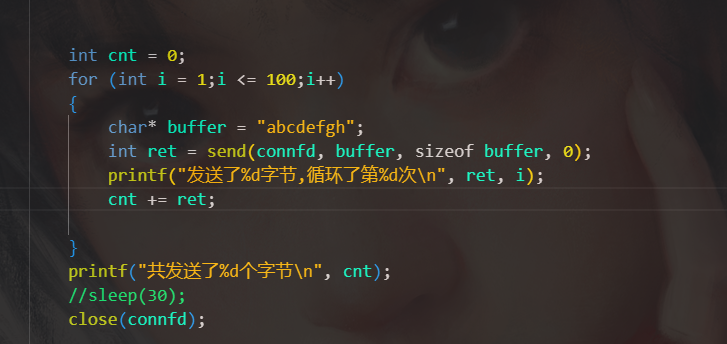 int cnt = 0;
for (int i = 1;i <= 100;i++)
{
char* buffer = "abcdefgh";
int ret = send(connfd, buffer, sizeof buffer, 0);
printf("发送了%d字节,循环了第%d次\n", ret, i);
cnt += ret;
}
printf("共发送了%d个字节\n", cnt);
//sleep(30);
close(connfd);